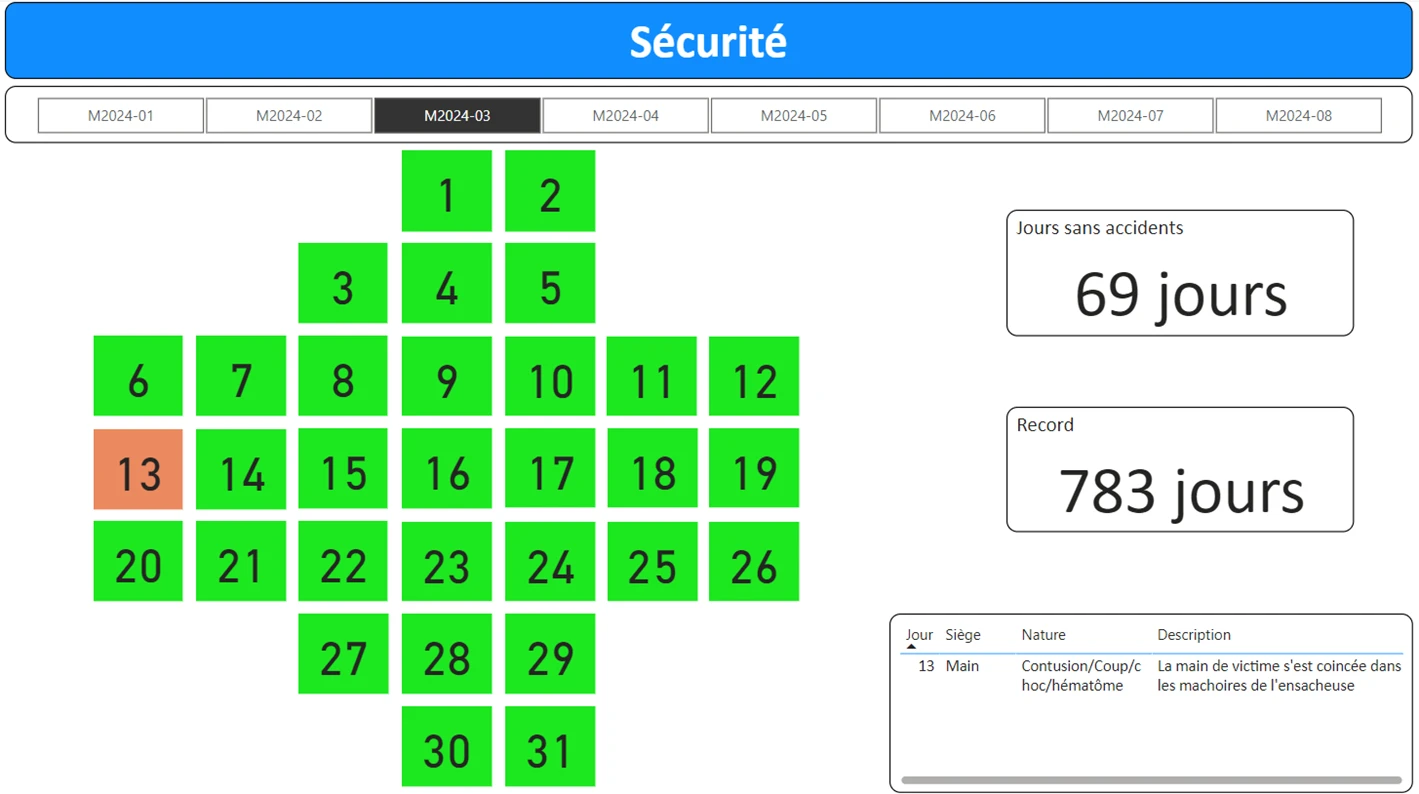 Sécurité
M2024-01 M2024-02 M2024-03 M2024-04 M2024-05 M2024-06 M2024-07 M2024-08
1 2
3 4 5
6 7 8 9 10 11 12
13 14 15 16 17 18 19
20 21 22 23 24 25 26
27 28 29
30 31
Jours sans accidents
69 jours
Record
783 jours
Jour Siège Nature Description
13 Main Contusion/Coup/c La main de victime s'est coincée dans
hoc/hématôme les machoires de l'ensacheuse